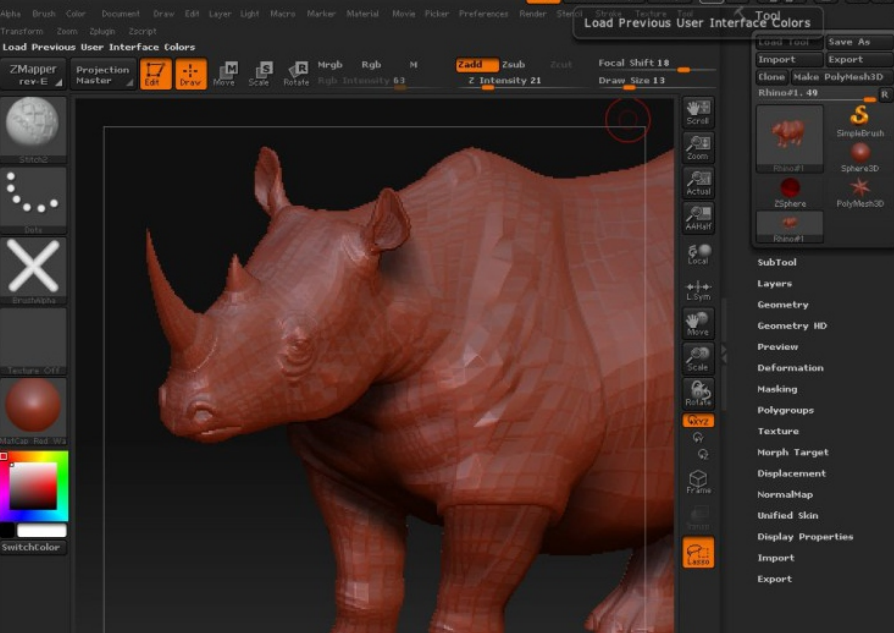 Alpha Brush Color Document Draw Edit Layer Light Macro Marker Material Movie Picker Preferences Render Stencil Stroke Texture Tool
Transform Zoom Zplugin Zscript
Load Previous User Interface Colors
Load Previous User Interface Colors
ZMapper
rev-E
Projection
Master
Edit
Draw
Move
Scale
Rotate
Mrgb Rgb M
Rgb Intensity 63
Zadd Zsub Zcut
Z Intensity 21
Focal Shift 18
Draw Size 13
Stitch2
Dots
BrushAlpha
Texture Off
MatCap Red Wa
SwitchColor
Scroll
Zoom
Actual
AAHalf
Local
L.Sym
Move
Scale
Rotate
XYZ
Y
Z
Frame
Lasso
Tool
Load Tool Save As
Import Export
Clone Make PolyMesh3D
Rhino#1. 49 R
Rhino#1
SimpleBrush
Sphere3D
ZSphere
PolyMesh3D
Rhino#1
SubTool
Layers
Geometry
Geometry HD
Preview
Deformation
Masking
Polygroups
Texture
Morph Target
Displacement
NormalMap
Unified Skin
Display Properties
Import
Export